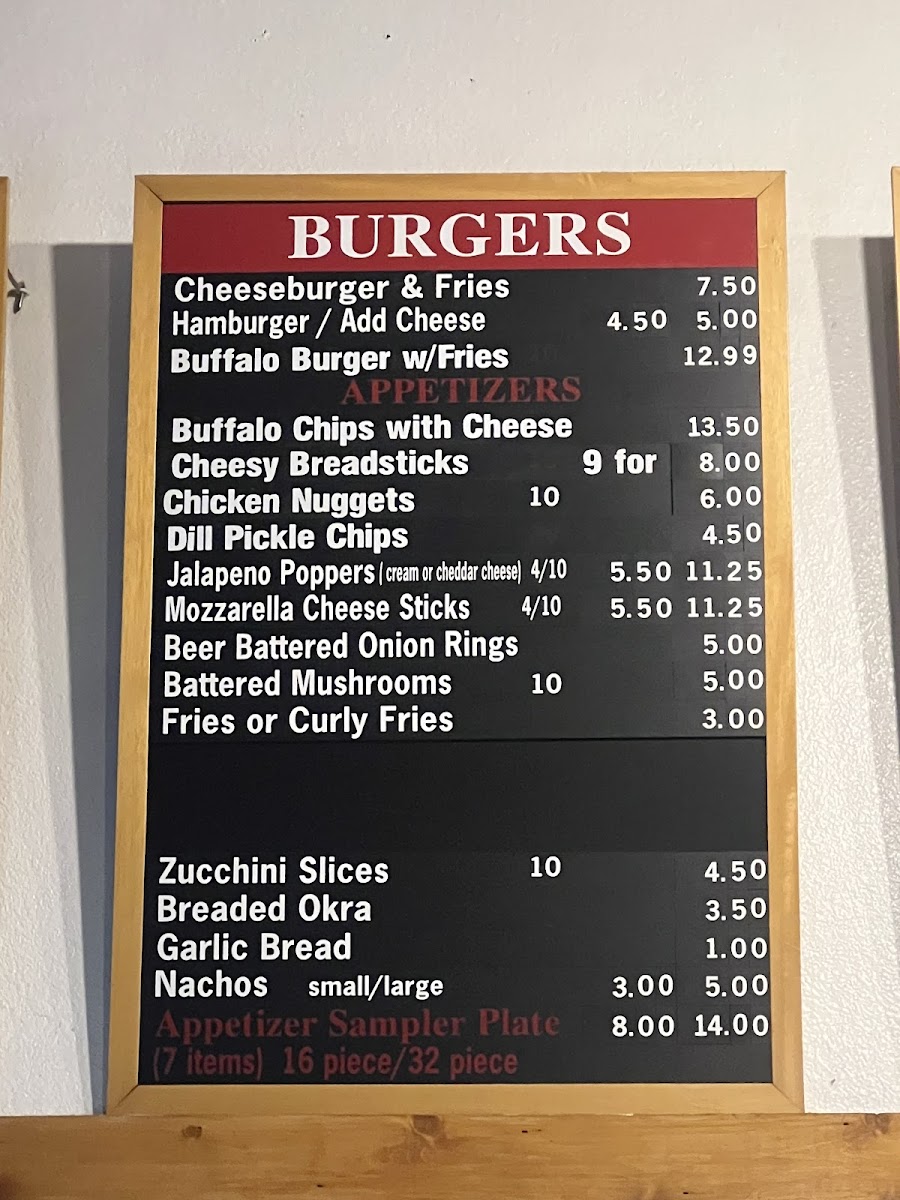 BURGERS
Cheeseburger & Fries 7.50
Hamburger / Add Cheese 4.50 5.00
Buffalo Burger w/Fries 12.99
APPETIZERS
Buffalo Chips with Cheese 13.50
Cheesy Breadsticks 9 for 8.00
Chicken Nuggets 10 6.00
Dill Pickle Chips 4.50
Jalapeno Poppers (cream or cheddar cheese) 4/10 5.50 11.25
Mozzarella Cheese Sticks 4/10 5.50 11.25
Beer Battered Onion Rings 5.00
Battered Mushrooms 10 5.00
Fries or Curly Fries 3.00
Zucchini Slices 10 4.50
Breaded Okra 3.50
Garlic Bread 1.00
Nachos small/large 3.00 5.00
Appetizer Sampler Plate 8.00 14.00
(7 items) 16 piece/32 piece